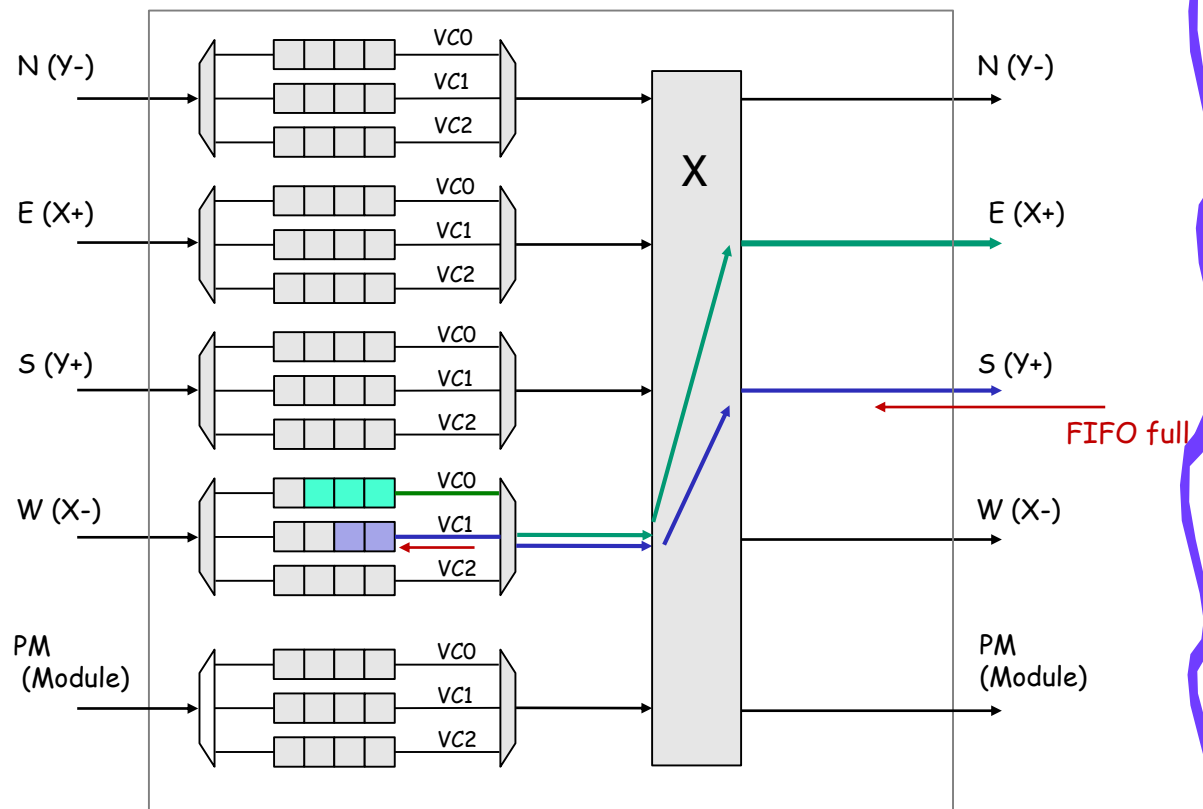 N (Y-)
VC0
VC1
VC2
N (Y-)
X
E (X+)
VC0
VC1
VC2
E (X+)
S (Y+)
VC0
VC1
VC2
S (Y+)
FIFO full
W (X-)
VC0
VC1
VC2
W (X-)
PM
(Module)
VC0
VC1
VC2
PM
(Module)